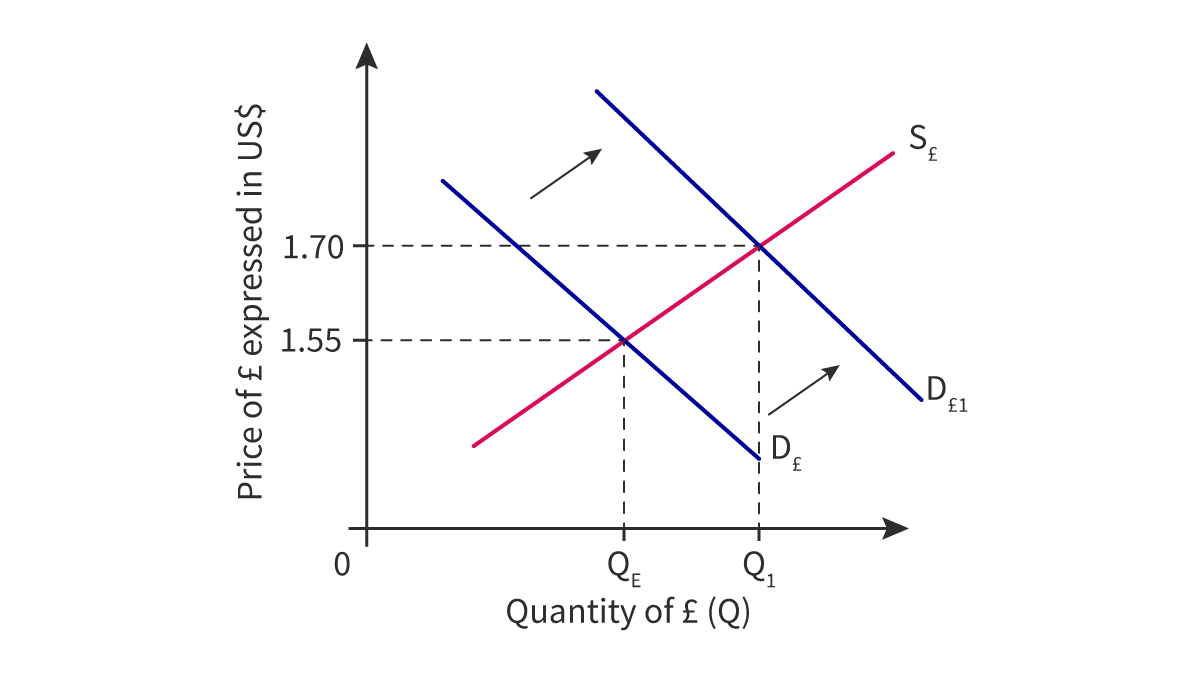 Price of £ expressed in US$
S£
1.70
1.55
D£1
D£
0
QE
Q1
Quantity of £ (Q)